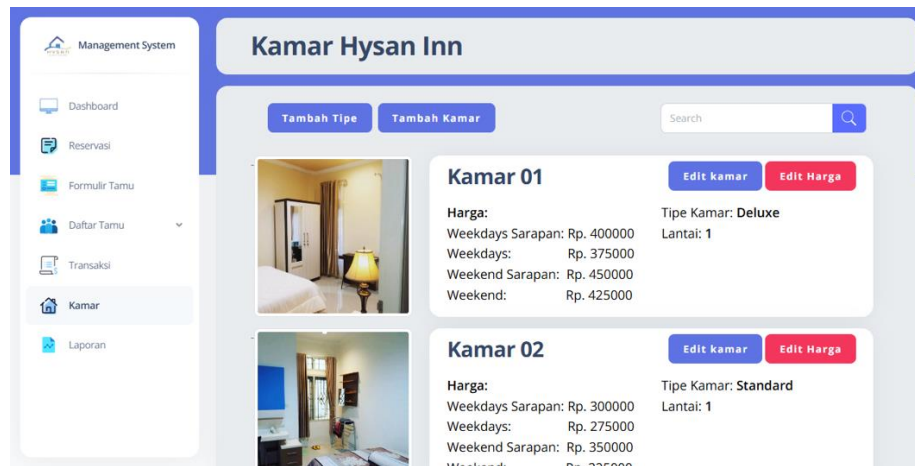 Management System
Dashboard
Reservasi
Formulir Tamu
Daftar Tamu
Transaksi
Kamar
Laporan
Kamar Hysan Inn
Tambah Tipe Tambah Kamar Search
Kamar 01 Edit kamar Edit Harga
Harga: Tipe Kamar: Deluxe
Weekdays Sarapan: Rp. 400000 Lantai: 1
Weekdays: Rp. 375000
Weekend Sarapan: Rp. 450000
Weekend: Rp. 425000
Kamar 02 Edit kamar Edit Harga
Harga: Tipe Kamar: Standard
Weekdays Sarapan: Rp. 300000 Lantai: 1
Weekdays: Rp. 275000
Weekend Sarapan: Rp. 350000